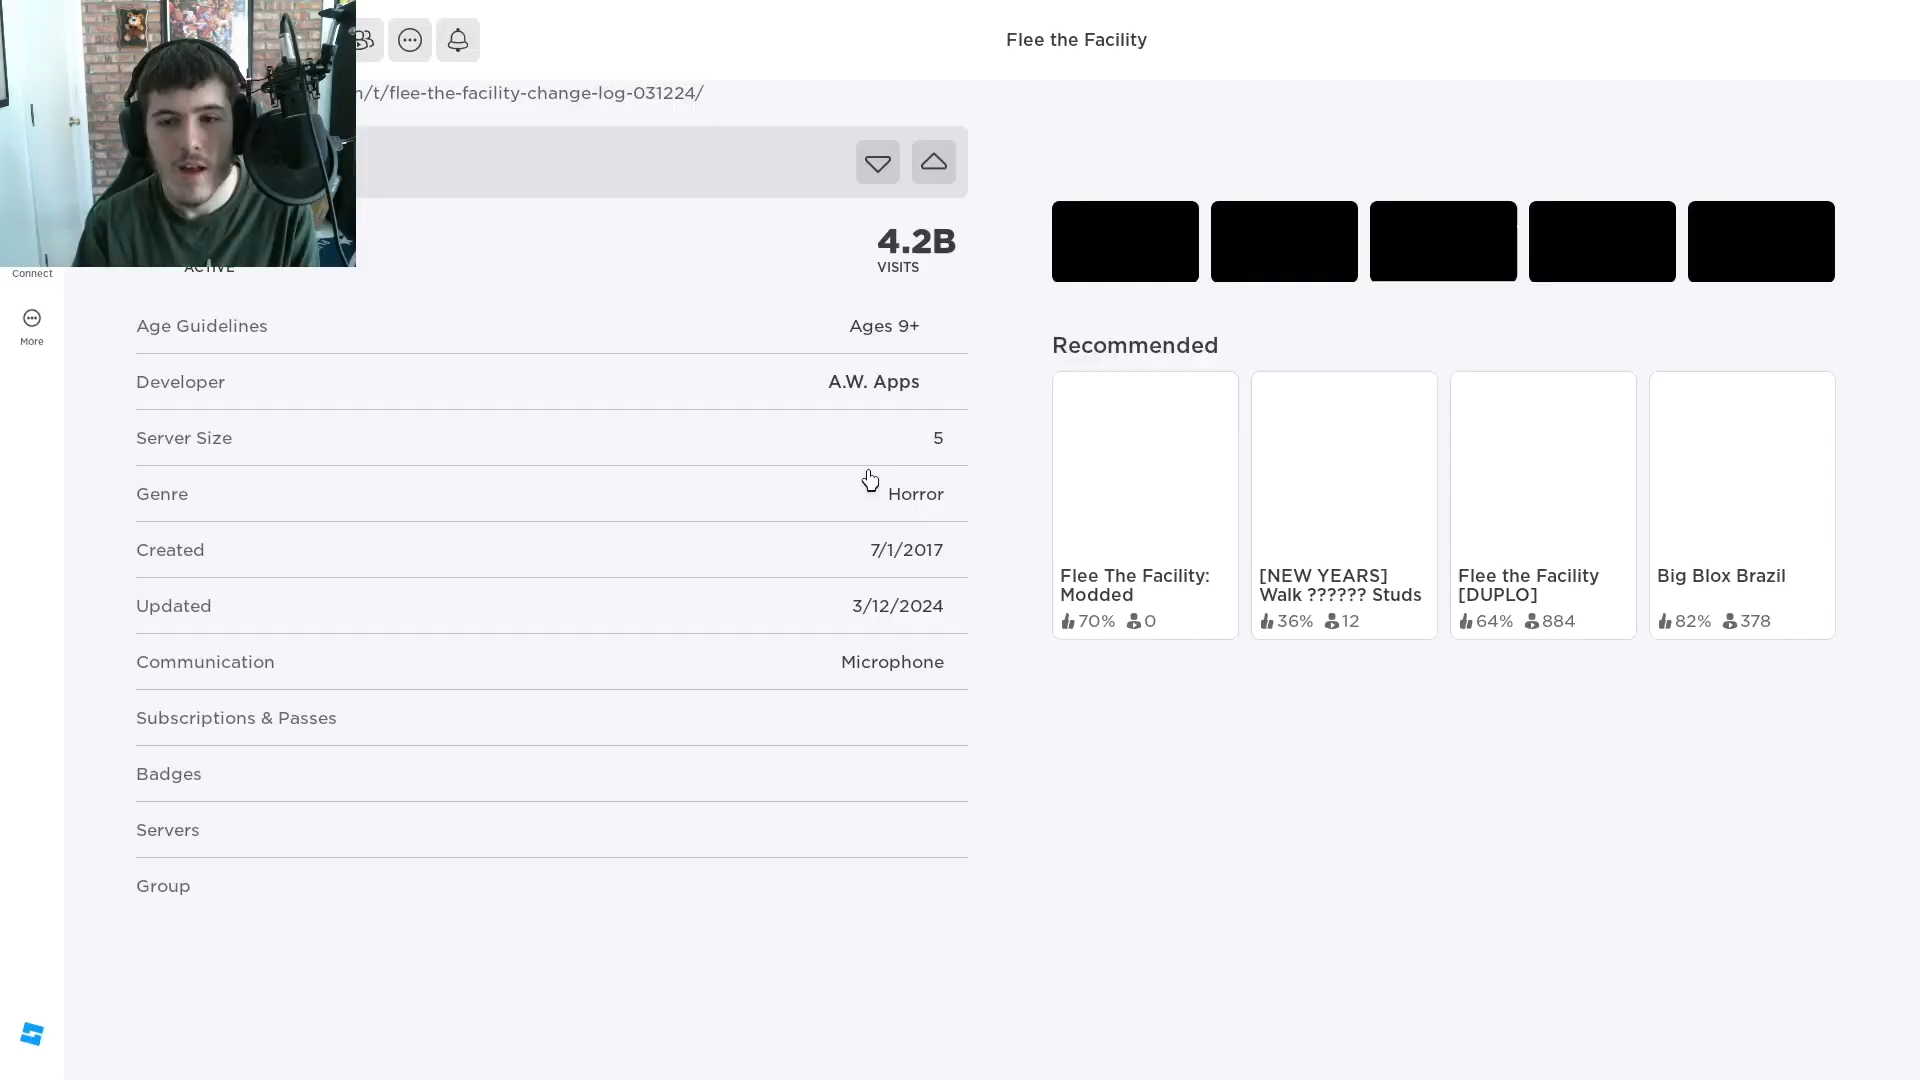 Flee the Facility
/t/flee-the-facility-change-log-031224/
4.2B
ACTIVE
VISITS
Connect
More
Age Guidelines
Ages 9+
Developer
A.W. Apps
Server Size
5
Genre
Horror
Created
7/1/2017
Updated
3/12/2024
Communication
Microphone
Subscriptions & Passes
Badges
Servers
Group
Recommended
Flee The Facility:
Modded
70% 0
[NEW YEARS]
Walk ?????? Studs
36% 12
Flee the Facility
[DUPLO]
64% 884
Big Blox Brazil
82% 378